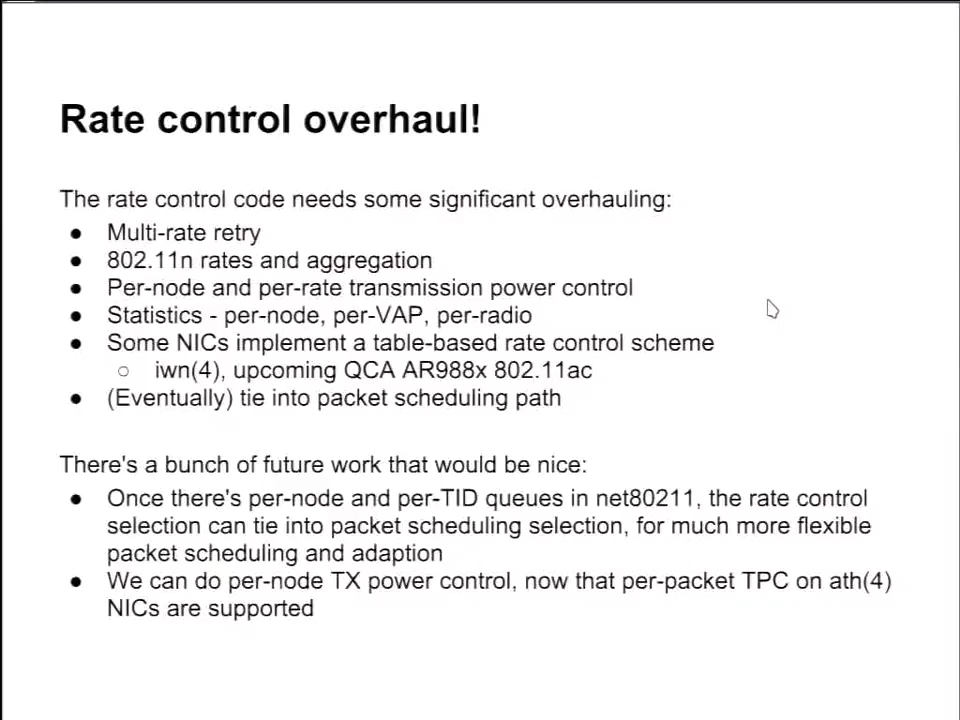 Rate control overhaul!
The rate control code needs some significant overhauling:
● Multi-rate retry
● 802.11n rates and aggregation
● Per-node and per-rate transmission power control
● Statistics - per-node, per-VAP, per-radio
● Some NICs implement a table-based rate control scheme
○ iwn(4), upcoming QCA AR988x 802.11ac
● (Eventually) tie into packet scheduling path
There's a bunch of future work that would be nice:
● Once there's per-node and per-TID queues in net80211, the rate control
selection can tie into packet scheduling selection, for much more flexible
packet scheduling and adaption
● We can do per-node TX power control, now that per-packet TPC on ath(4)
NICs are supported